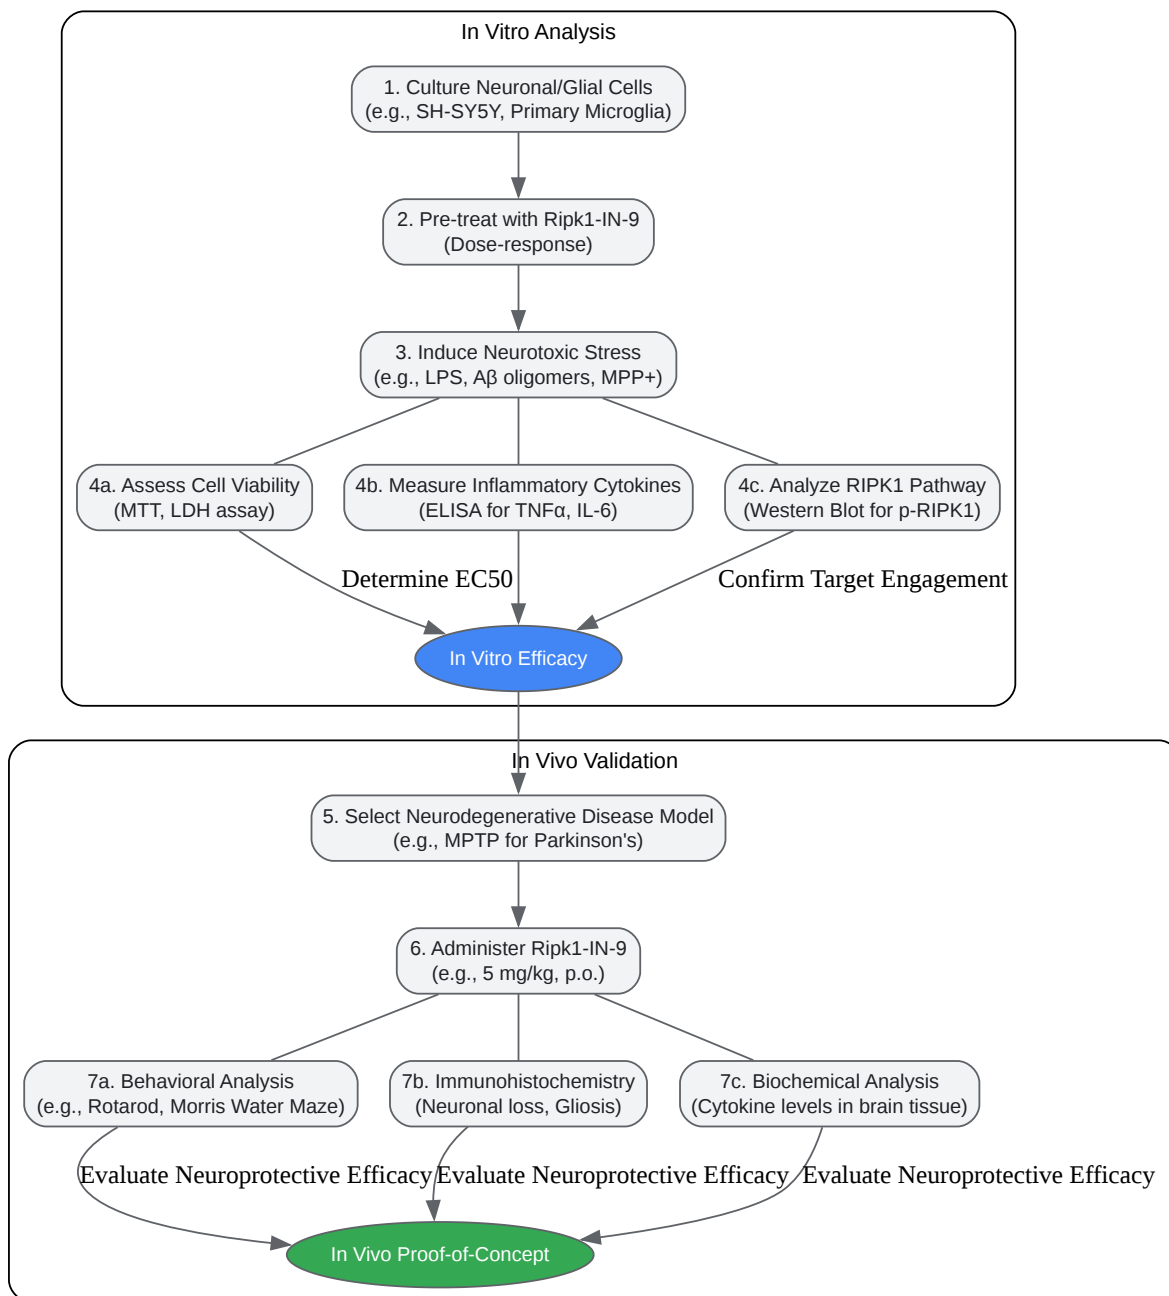 In Vitro Analysis
1. Culture Neuronal/Glial Cells
(e.g., SH-SY5Y, Primary Microglia)
2. Pre-treat with Ripk1-IN-9
(Dose-response)
3. Induce Neurotoxic Stress
(e.g., LPS, Aβ oligomers, MPP+)
4a. Assess Cell Viability
(MTT, LDH assay)
4b. Measure Inflammatory Cytokines
(ELISA for TNFα, IL-6)
4c. Analyze RIPK1 Pathway
(Western Blot for p-RIPK1)
Determine EC50
Confirm Target Engagement
In Vitro Efficacy
In Vivo Validation
5. Select Neurodegenerative Disease Model
(e.g., MPTP for Parkinson's)
6. Administer Ripk1-IN-9
(e.g., 5 mg/kg, p.o.)
7a. Behavioral Analysis
(e.g., Rotarod, Morris Water Maze)
7b. Immunohistochemistry
(Neuronal loss, Gliosis)
7c. Biochemical Analysis
(Cytokine levels in brain tissue)
Evaluate Neuroprotective Efficacy
Evaluate Neuroprotective Efficacy
Evaluate Neuroprotective Efficacy
In Vivo Proof-of-Concept